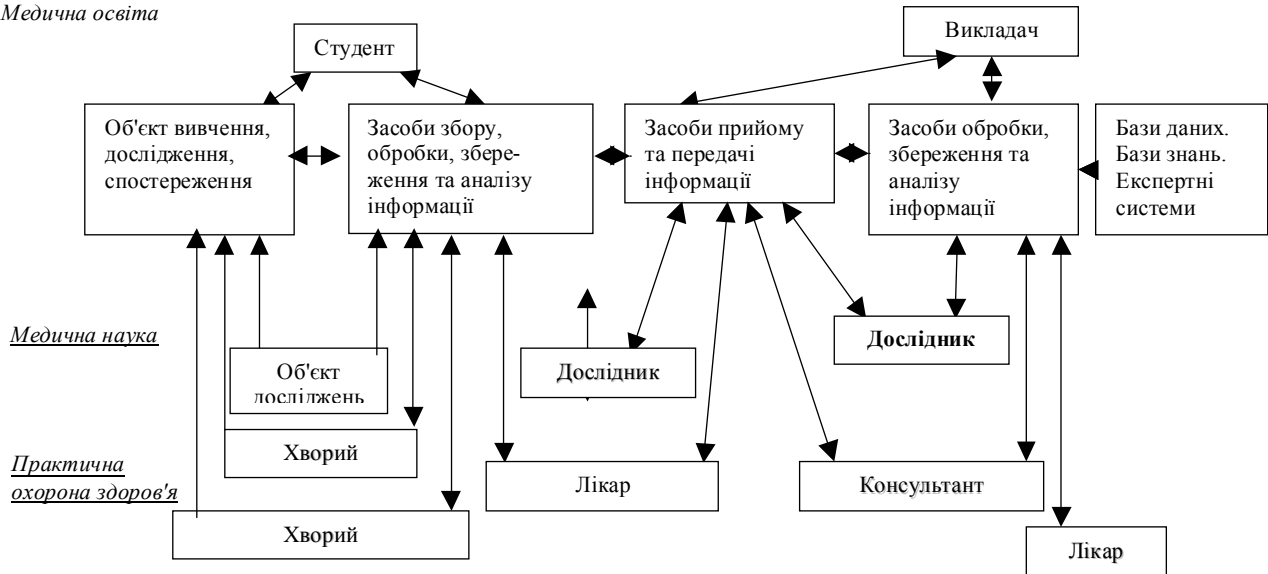 Медична освіта
Студент
Викладач
Об'єкт вивчення,
дослідження,
спостереження
Засоби збору,
обробки, збере-
ження та аналізу
інформації
Засоби прийому
та передачі
інформації
Засоби обробки,
збереження та
аналізу
інформації
Бази даних.
Бази знань.
Експертні
системи
Медична наука
Об'єкт
досліджень
Дослідник
Дослідник
Практична
охорона здоров'я
Хворий
Лікар
Консультант
Хворий
Лікар